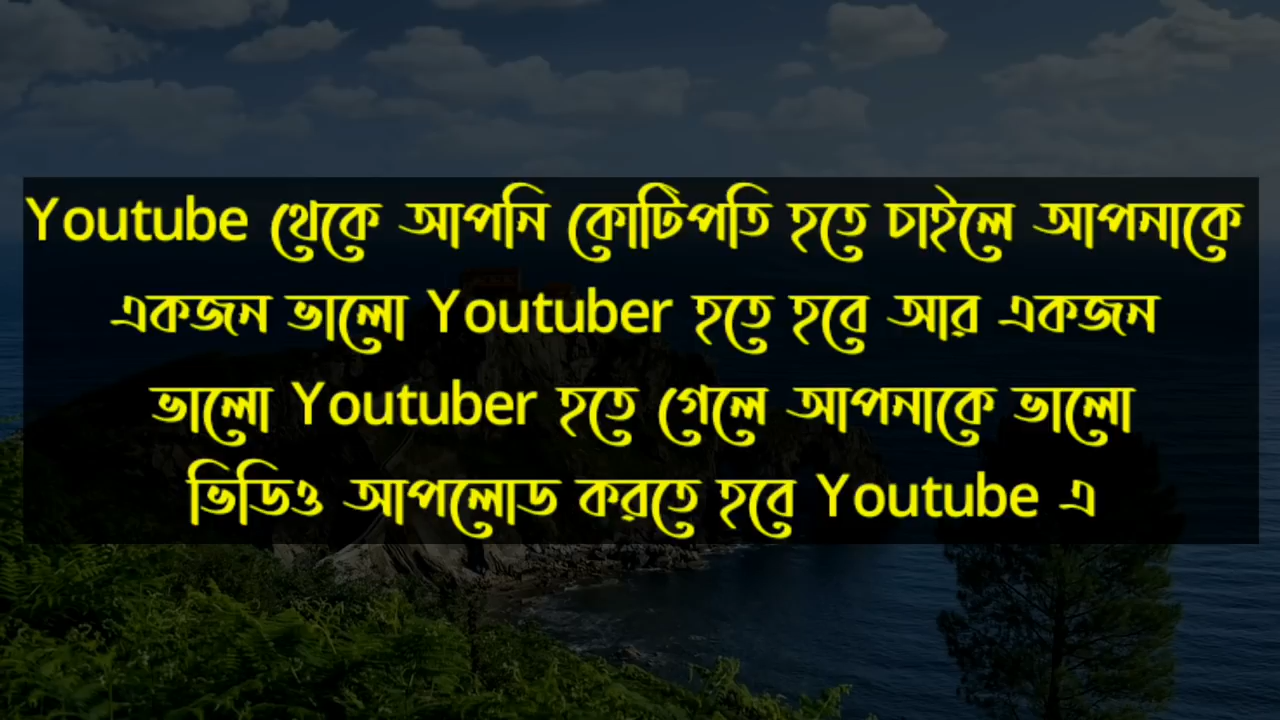 Youtube থেকে আপনি কোটিপতি হতে চাইলে আপনাকে
একজন ভালো Youtuber হতে হবে আর একজন
ভালো Youtuber হতে গেলে আপনাকে ভালো
ভিডিও আপলোড করতে হবে Youtube এ